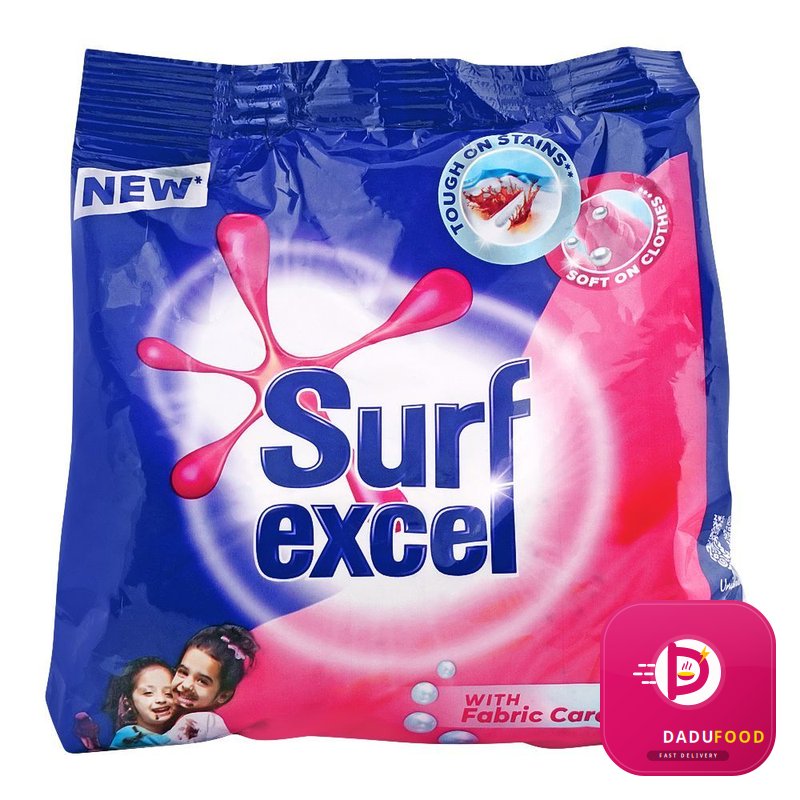 NEW*
TOUGH ON STAINS**
SOFT ON CLOTHES***
Surf
excel
WITH
Fabric Care
DADUFOOD
FAST DELIVERY